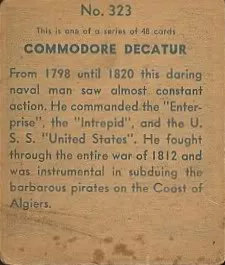 No. 323
This is one of a series of 48 cards
COMMODORE DECATUR
From 1798 until 1820 this daring
naval man saw almost constant
action. He commanded the "Enter-
prise", the "Intrepid", and the U.
S. S. "United States". He fought
through the entire war of 1812 and
was instrumental in subduing the
barbarous pirates on the Coast of
Algiers.